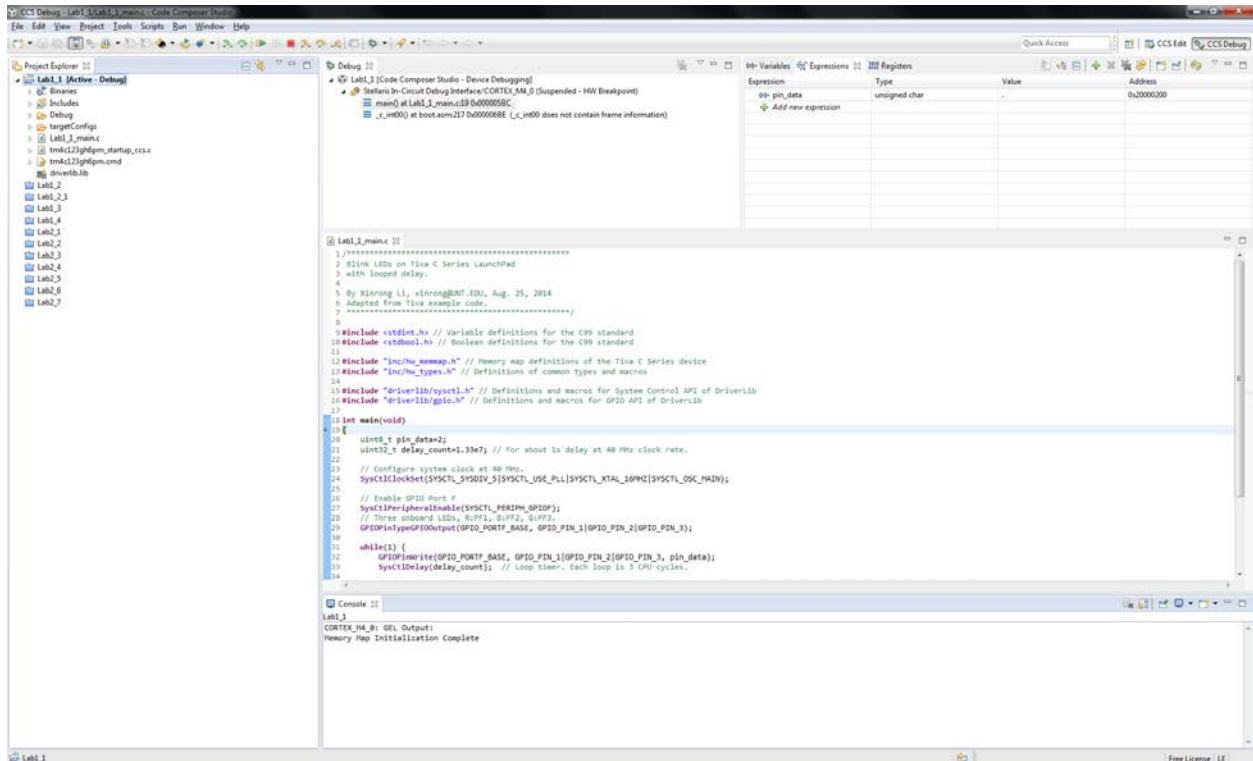 CCS Debug - Lab1_1/Lab1_1_main.c - Code Composer Studio
File Edit View Project Tools Scripts Run Window Help
Quick Access
CCS Edit
CCS Debug
Project Explorer
Lab1_1 [Active - Debug]
Binaries
Includes
Debug
targetConfigs
Lab1_1_main.c
tm4c123gh6pm_startup_ccs.c
tm4c123gh6pm.cmd
driverlib.lib
Lab1_2
Lab1_2_1
Lab1_3
Lab1_4
Lab2_1
Lab2_2
Lab2_3
Lab2_4
Lab2_5
Lab2_6
Lab2_7
Debug
Lab1_1 [Code Composer Studio - Device Debugging]
Stellaris In-Circuit Debug Interface/CORTEX_M4_0 (Suspended - HW Breakpoint)
main() at Lab1_1_main.c:19 0x000005BC
_c_int00() at boot.asm:217 0x000006BE (_c_int00 does not contain frame information)
Variables Expressions Registers
Expression Type Value Address
pin_data unsigned char . 0x20000200
Add new expression
Lab1_1_main.c
1 /************************************************
2 Blink LEDs on Tiva C Series LaunchPad
3 with looped delay.
4
5 By Xinrong Li, xinrong@UNT.EDU, Aug. 25, 2014
6 Adapted from Tiva example code.
7 ************************************************/
8
9 #include <stdint.h> // Variable definitions for the C99 standard
10 #include <stdbool.h> // Boolean definitions for the C99 standard
11
12 #include "inc/hw_memmap.h" // Memory map definitions of the Tiva C Series device
13 #include "inc/hw_types.h" // Definitions of common types and macros
14
15 #include "driverlib/sysctl.h" // Definitions and macros for System Control API of DriverLib
16 #include "driverlib/gpio.h" // Definitions and macros for GPIO API of DriverLib
17
18 int main(void)
19 {
20 uint8_t pin_data=2;
21 uint32_t delay_count=1.33e7; // For about 1s delay at 40 MHz clock rate.
22
23 // Configure system clock at 40 MHz.
24 SysCtlClockSet(SYSCTL_SYSDIV_5|SYSCTL_USE_PLL|SYSCTL_XTAL_16MHZ|SYSCTL_OSC_MAIN);
25
26 // Enable GPIO Port F
27 SysCtlPeripheralEnable(SYSCTL_PERIPH_GPIOF);
28 // Three onboard LEDs, R:PF1, B:PF2, G:PF3.
29 GPIOPinTypeGPIOOutput(GPIO_PORTF_BASE, GPIO_PIN_1|GPIO_PIN_2|GPIO_PIN_3);
30
31 while(1) {
32 GPIOPinWrite(GPIO_PORTF_BASE, GPIO_PIN_1|GPIO_PIN_2|GPIO_PIN_3, pin_data);
33 SysCtlDelay(delay_count); // Loop timer. Each loop is 3 CPU cycles.
34
Console
Lab1_1
CORTEX_M4_0: GEL Output:
Memory Map Initialization Complete
Lab1_1
Free License
LE